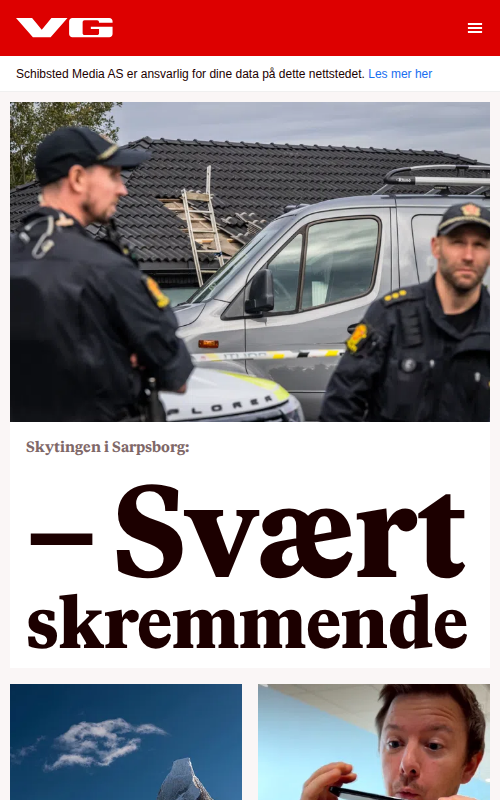 VG
Schibsted Media AS er ansvarlig for dine data på dette nettstedet. Les mer her
Skytingen i Sarpsborg:
– Svært
skremmende